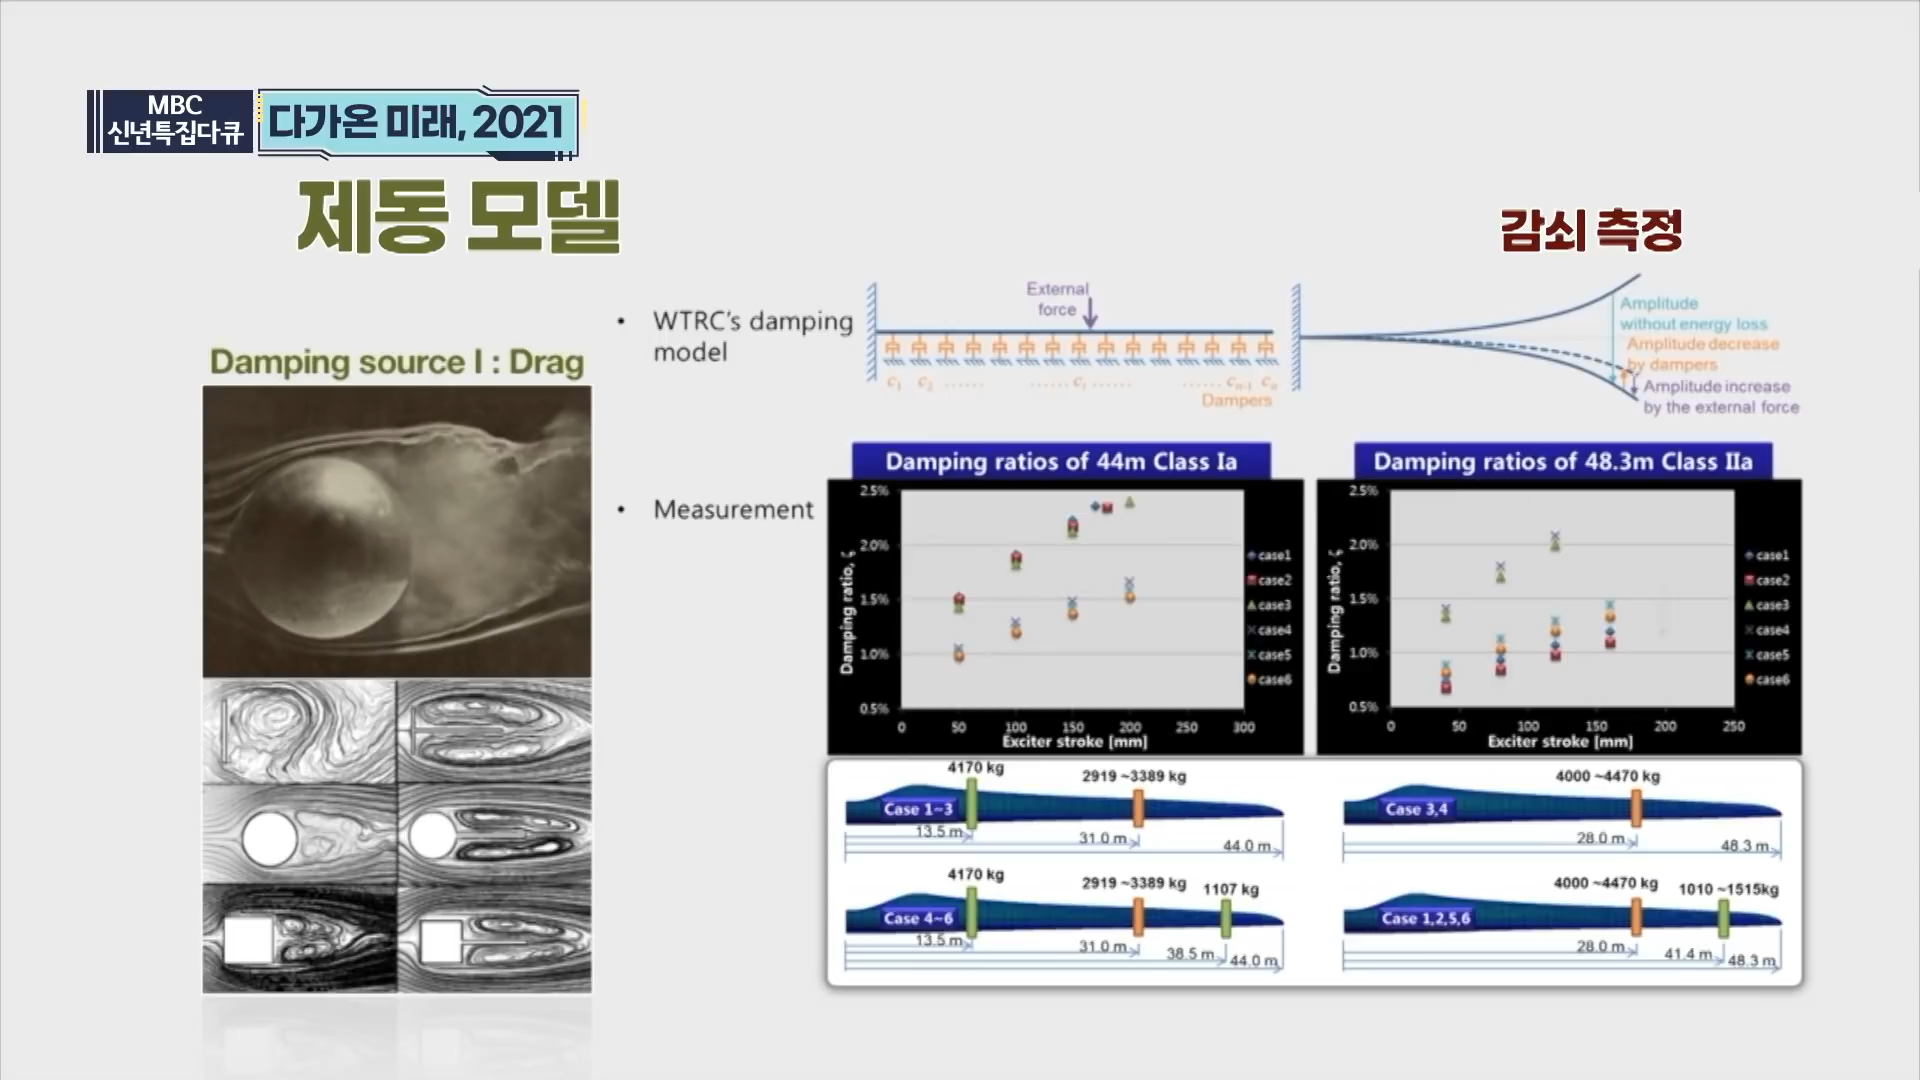 MBC
신년특집다큐
다가온 미래, 2021
제동 모델
감쇠 측정
Damping source I : Drag
• WTRC's damping
model
External
force
c1 c2 ...... ...... ci ...... ...... cn-1 cn
Dampers
Amplitude
without energy loss
Amplitude decrease
by dampers
Amplitude increase
by the external force
• Measurement
Damping ratios of 44m Class Ia
Damping ratio, ζ
2.5%
2.0%
1.5%
1.0%
0.5%
0 50 100 150 200 250 300
Exciter stroke [mm]
case1
case2
case3
case4
case5
case6
Damping ratios of 48.3m Class IIa
Damping ratio, ζ
2.5%
2.0%
1.5%
1.0%
0.5%
0 50 100 150 200 250
Exciter stroke [mm]
case1
case2
case3
case4
case5
case6
4170 kg
2919 ~3389 kg
Case 1~3
13.5 m
31.0 m
44.0 m
4000 ~4470 kg
Case 3,4
28.0 m
48.3 m
4170 kg
2919 ~3389 kg
1107 kg
Case 4~6
13.5 m
31.0 m
38.5 m
44.0 m
4000 ~4470 kg
1010 ~1515kg
Case 1,2,5,6
28.0 m
41.4 m
48.3 m